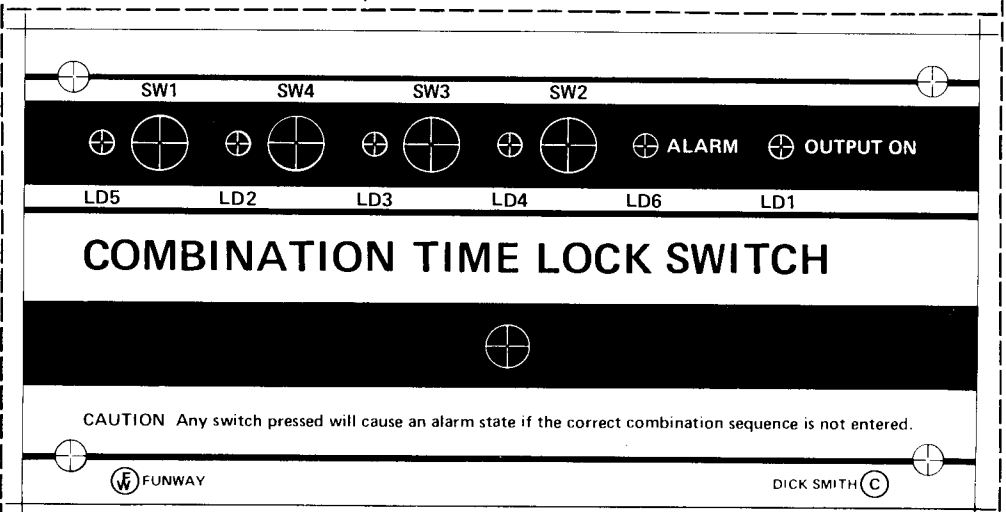 SW1 SW4 SW3 SW2
ALARM OUTPUT ON
LD5 LD2 LD3 LD4 LD6 LD1
COMBINATION TIME LOCK SWITCH
CAUTION Any switch pressed will cause an alarm state if the correct combination sequence is not entered.
FW FUNWAY DICK SMITH C